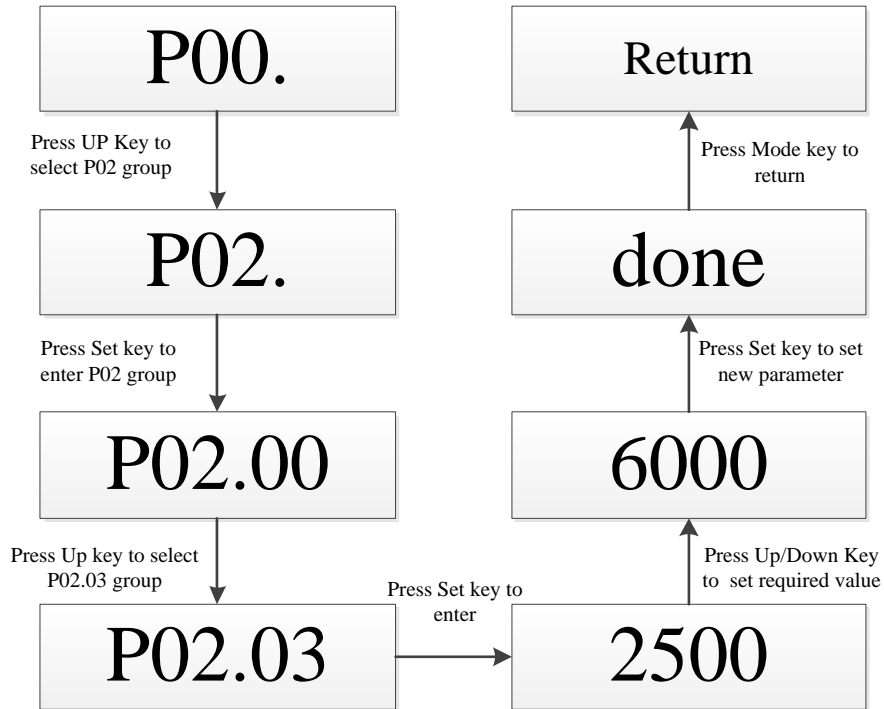 P00.
Press UP Key to
select P02 group
P02.
Press Set key to
enter P02 group
P02.00
Press Up key to select
P02.03 group
P02.03
Press Set key to
enter
2500
Press Up/Down Key
to set required value
6000
Press Set key to set
new parameter
done
Press Mode key to
return
Return